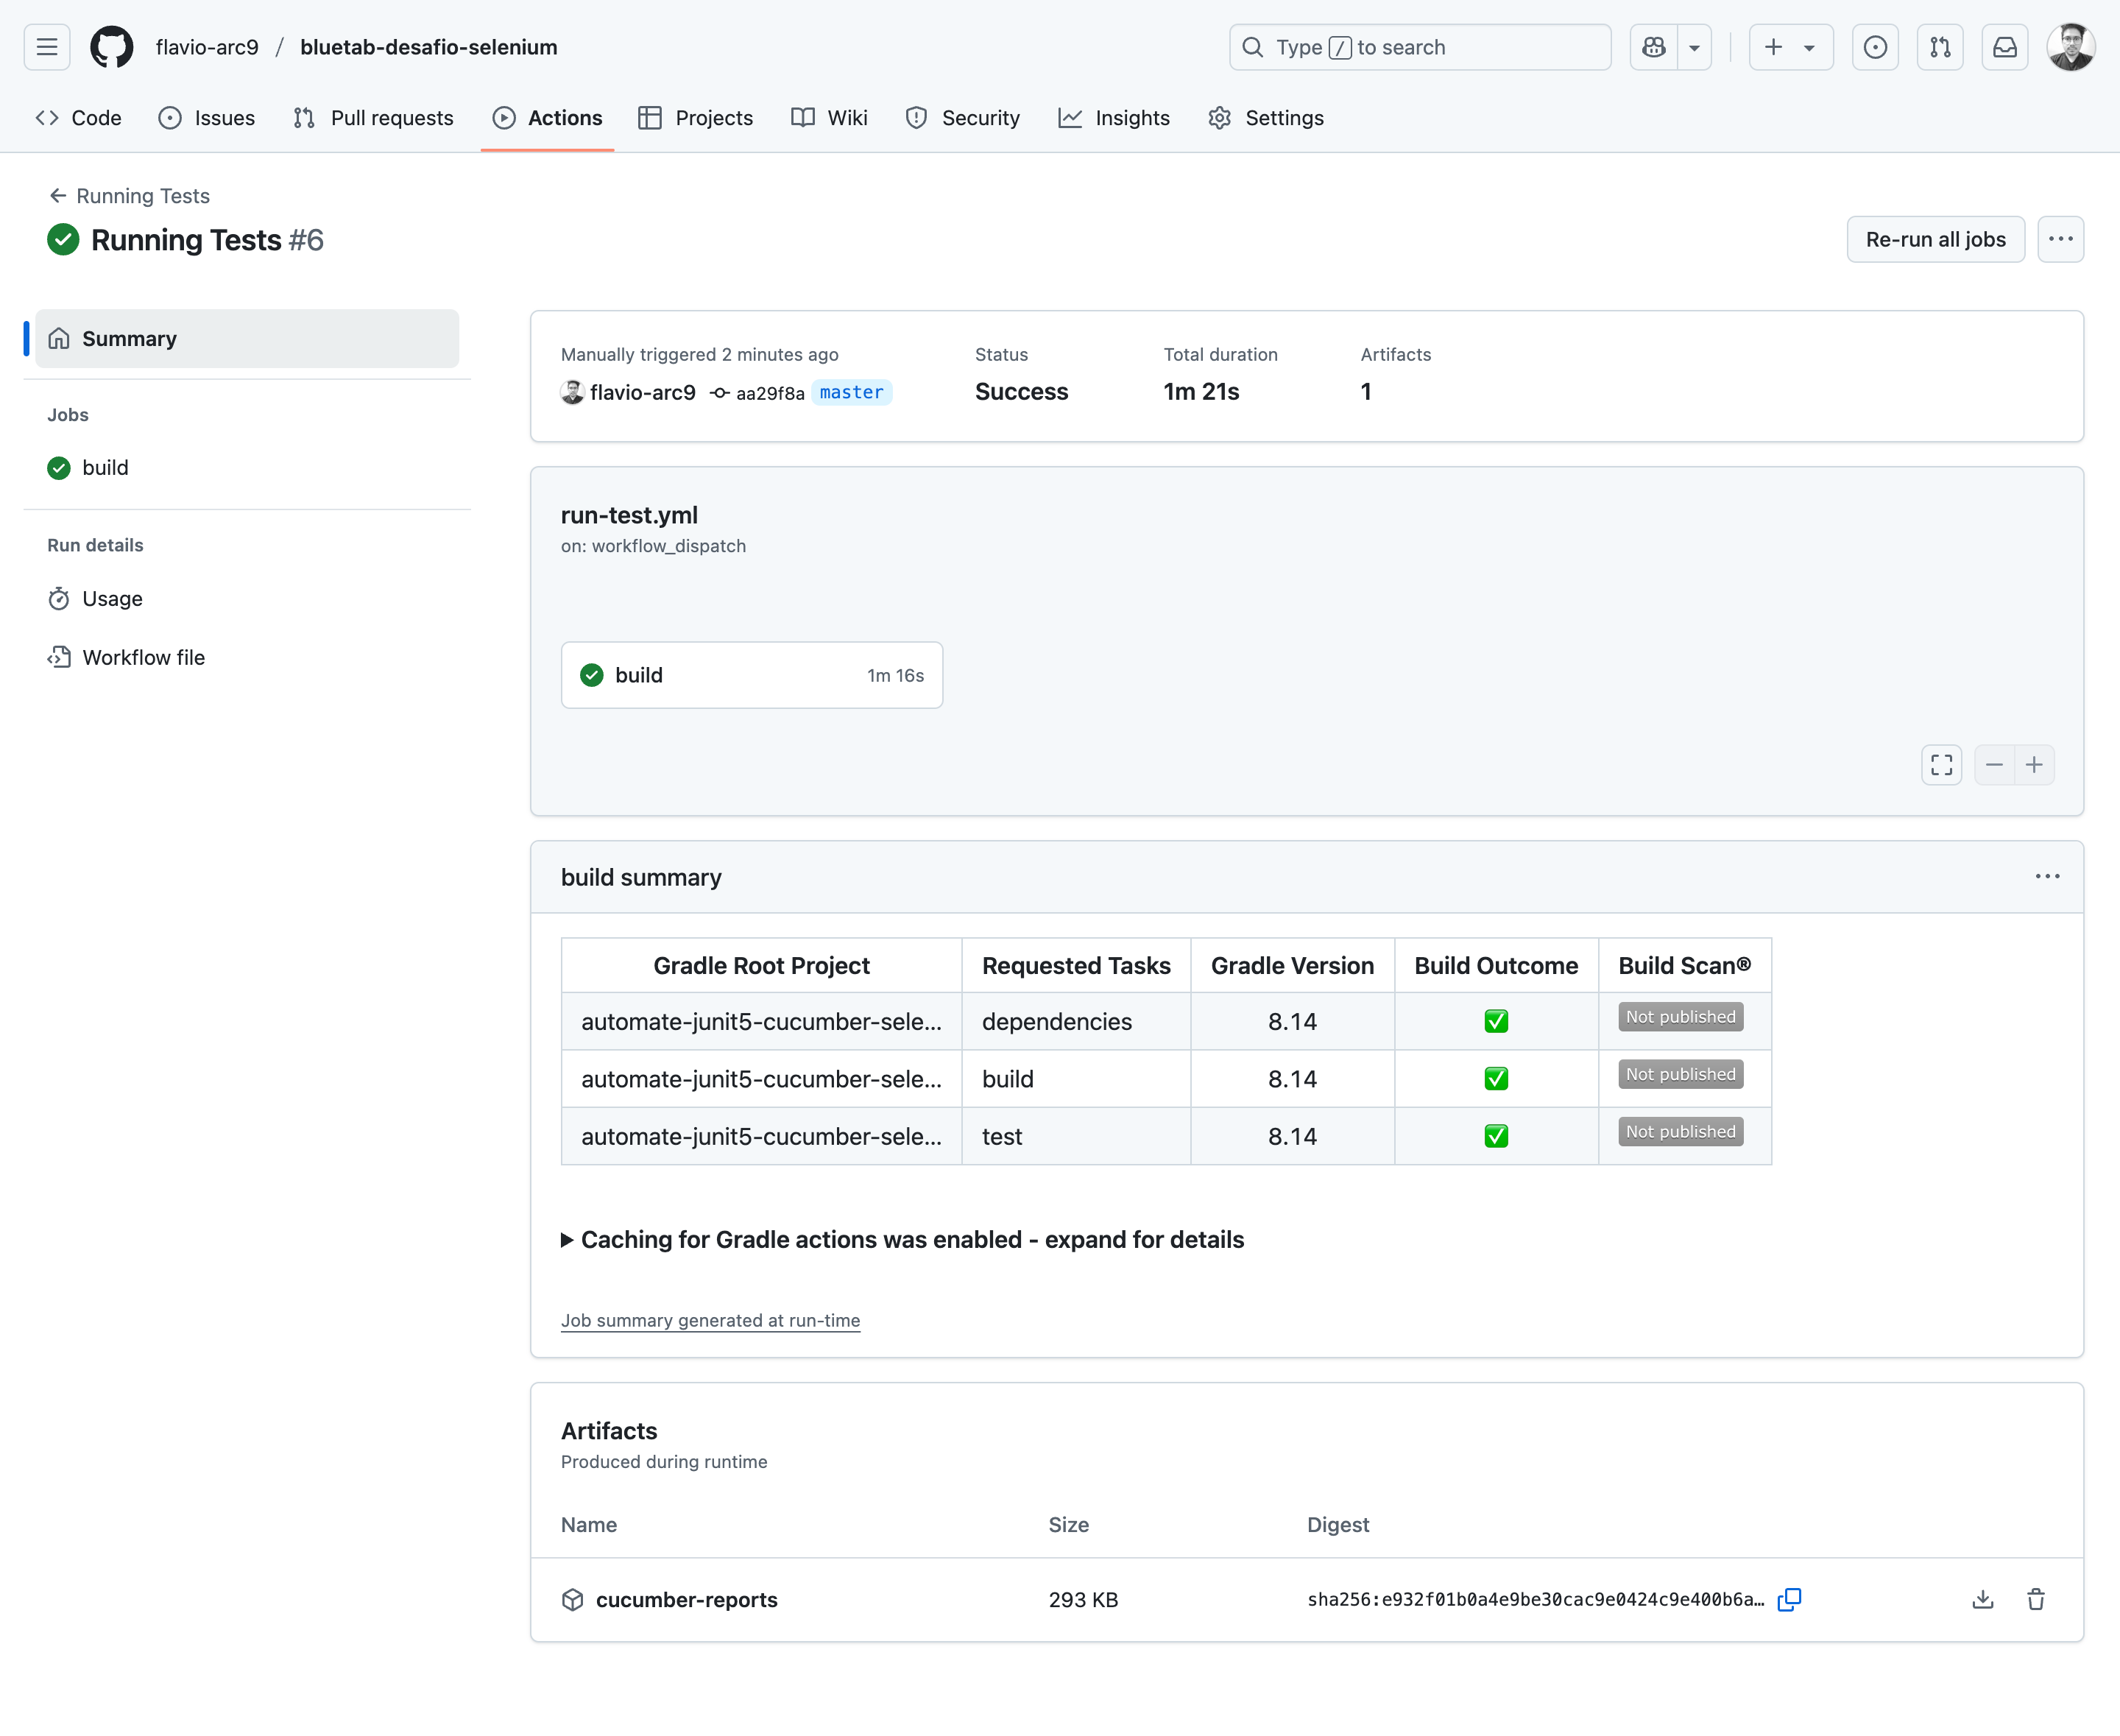 flavio-arc9 / bluetab-desafio-selenium
Type / to search
Code Issues Pull requests Actions Projects Wiki Security Insights Settings
Running Tests
Running Tests #6
Re-run all jobs
Summary
Jobs
build
Run details
Usage
Workflow file
Manually triggered 2 minutes ago Status Total duration Artifacts
flavio-arc9 aa29f8a master Success 1m 21s 1
run-test.yml
on: workflow_dispatch
build 1m 16s
build summary
Gradle Root Project Requested Tasks Gradle Version Build Outcome Build Scan®
automate-junit5-cucumber-sele... dependencies 8.14 ✅ Not published
automate-junit5-cucumber-sele... build 8.14 ✅ Not published
automate-junit5-cucumber-sele... test 8.14 ✅ Not published
Caching for Gradle actions was enabled - expand for details
Job summary generated at run-time
Artifacts
Produced during runtime
Name Size Digest
cucumber-reports 293 KB sha256:e932f01b0a4e9be30cac9e0424c9e400b6a…